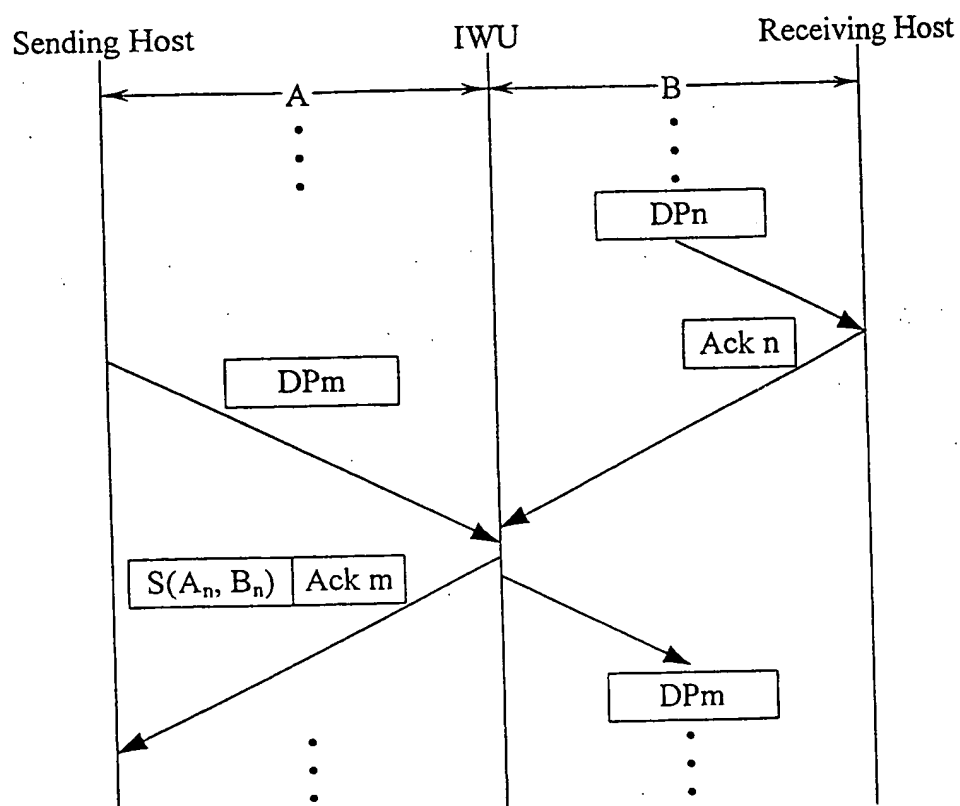 Sending Host
IWU
Receiving Host
A
B
DPn
Ack n
DPm
S(Aₙ, Bₙ) Ack m
DPm